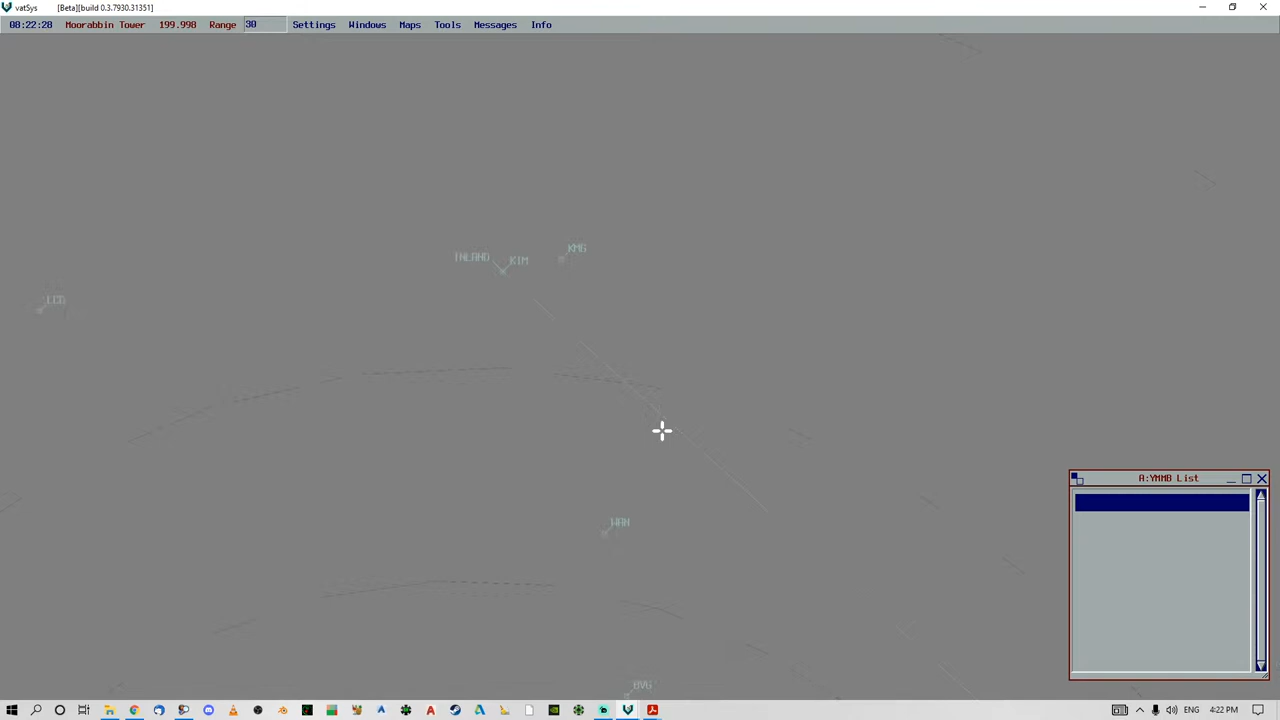 vatSys [Beta][build 0.3.7930.31351]
08:22:28 Moorabbin Tower 199.998 Range 30 Settings Windows Maps Tools Messages Info
KMG
INLAND KIM
WAN
A:YMMB List
ENG 4:22 PM